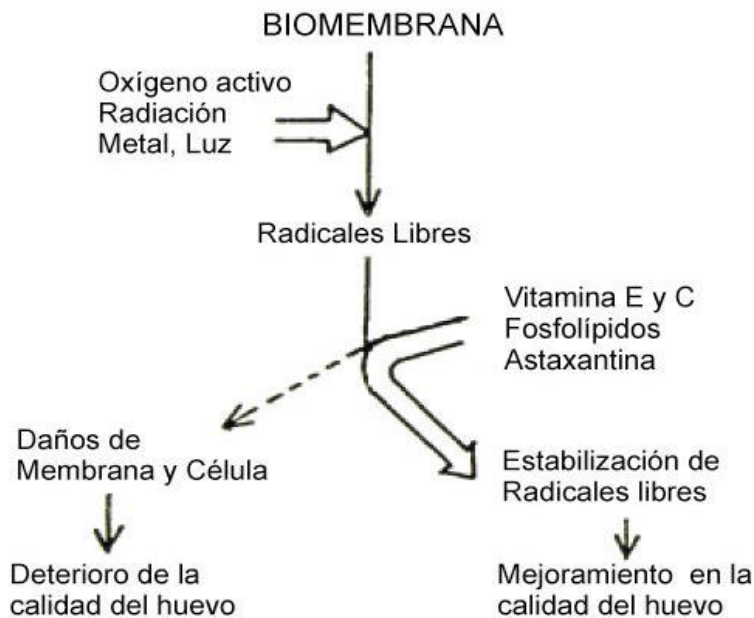 BIOMEMBRANA
Oxígeno activo
Radiación
Metal, Luz
Radicales Libres
Vitamina E y C
Fosfolípidos
Astaxantina
Daños de
Membrana y Célula
Estabilización de
Radicales libres
Deterioro de la
calidad del huevo
Mejoramiento en la
calidad del huevo